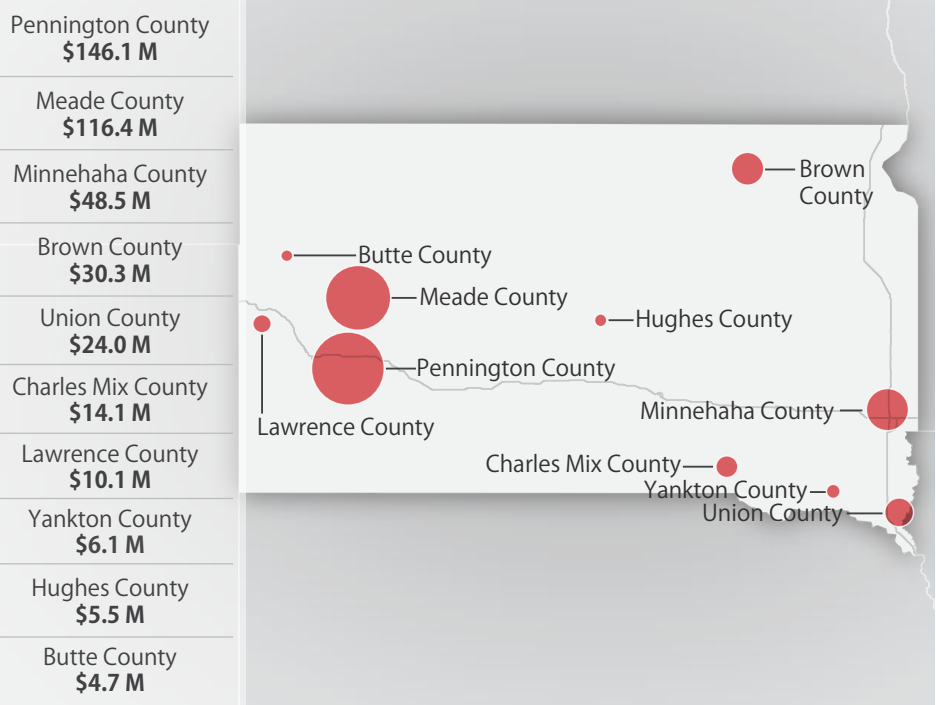 Pennington County
$146.1 M
Meade County
$116.4 M
Minnehaha County
$48.5 M
Brown County
$30.3 M
Union County
$24.0 M
Charles Mix County
$14.1 M
Lawrence County
$10.1 M
Yankton County
$6.1 M
Hughes County
$5.5 M
Butte County
$4.7 M
Brown
County
Butte County
Meade County
Hughes County
Pennington County
Minnehaha County
Lawrence County
Charles Mix County
Yankton County
Union County